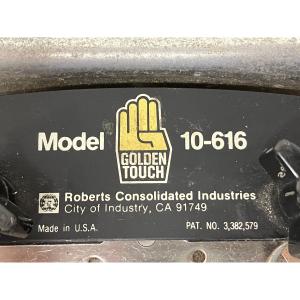 Model GOLDEN TOUCH 10-616
Roberts Consolidated Industries
City of Industry, CA 91749
Made in U.S.A. PAT. NO. 3,382,579